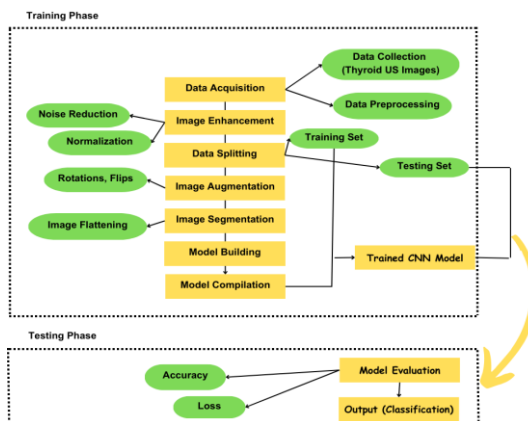 Training Phase
Data Collection
(Thyroid US Images)
Data Acquisition
Data Preprocessing
Noise Reduction
Image Enhancement
Normalization
Training Set
Data Splitting
Testing Set
Rotations, Flips
Image Augmentation
Image Flattening
Image Segmentation
Model Building
Trained CNN Model
Model Compilation
Testing Phase
Accuracy
Model Evaluation
Loss
Output (Classification)